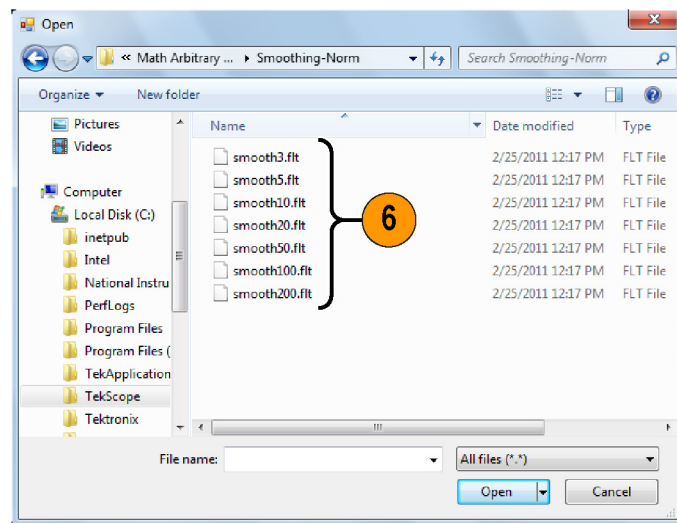 Open
« Math Arbitrary ... ▸ Smoothing-Norm
Search Smoothing-Norm
Organize
New folder
Pictures
Videos
Computer
Local Disk (C:)
inetpub
Intel
National Instru
PerfLogs
Program Files
Program Files (
TekApplication
TekScope
Tektronix
Name Date modified Type
smooth3.flt 2/25/2011 12:17 PM FLT File
smooth5.flt 2/25/2011 12:17 PM FLT File
smooth10.flt 2/25/2011 12:17 PM FLT File
smooth20.flt 2/25/2011 12:17 PM FLT File
smooth50.flt 2/25/2011 12:17 PM FLT File
smooth100.flt 2/25/2011 12:17 PM FLT File
smooth200.flt 2/25/2011 12:17 PM FLT File
6
File name:
All files (*.*)
Open
Cancel